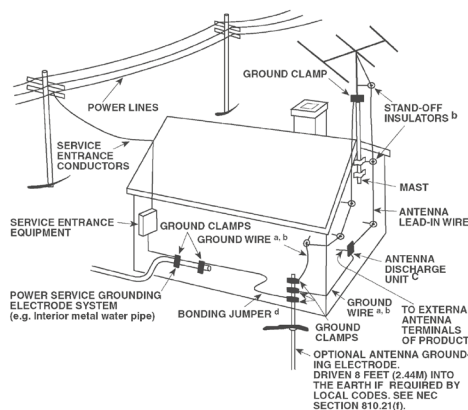 GROUND CLAMP
POWER LINES
STAND-OFF
INSULATORS b
SERVICE
ENTRANCE
CONDUCTORS
MAST
ANTENNA
LEAD-IN WIRE
SERVICE ENTRANCE
EQUIPMENT
GROUND CLAMPS
GROUND WIRE a, b
ANTENNA
DISCHARGE
UNIT C
POWER SERVICE GROUNDING
ELECTRODE SYSTEM
(e.g. Interior metal water pipe)
BONDING JUMPER d
GROUND
WIRE a, b
GROUND
CLAMPS
TO EXTERNAL
ANTENNA
TERMINALS
OF PRODUCT
OPTIONAL ANTENNA GROUND-
ING ELECTRODE.
DRIVEN 8 FEET (2.44M) INTO
THE EARTH IF REQUIRED BY
LOCAL CODES. SEE NEC
SECTION 810.21(f).